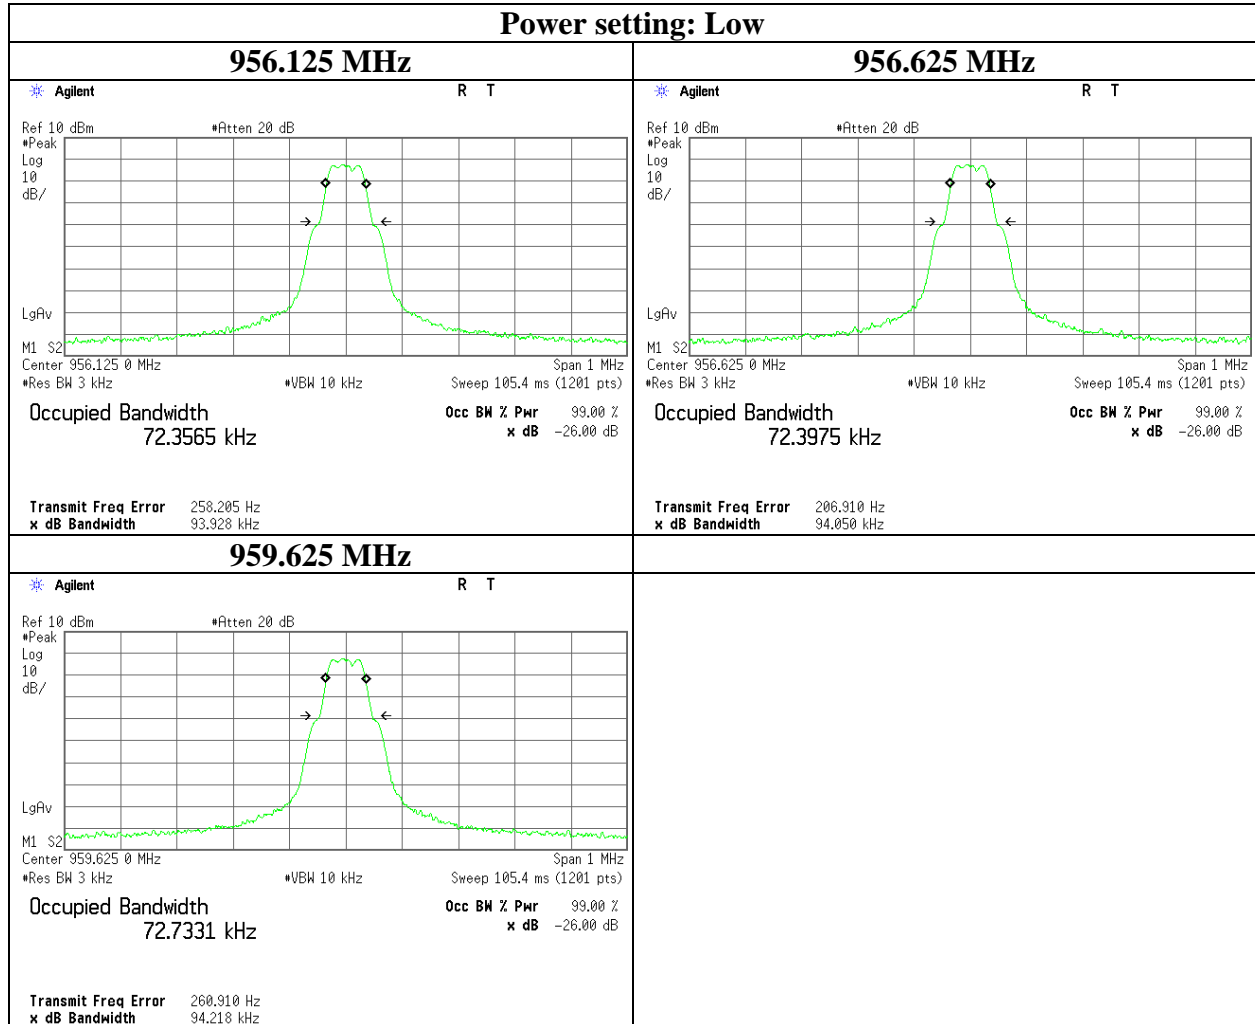 Power setting: Low
956.125 MHz
Agilent R T
Ref 10 dBm #Atten 20 dB
#Peak
Log
10
dB/
LgAv
M1 S2
Center 956.125 0 MHz Span 1 MHz
#Res BW 3 kHz #VBW 10 kHz Sweep 105.4 ms (1201 pts)
Occupied Bandwidth Occ BW % Pwr 99.00 %
72.3565 kHz x dB -26.00 dB
Transmit Freq Error 258.205 Hz
x dB Bandwidth 93.928 kHz
956.625 MHz
Agilent R T
Ref 10 dBm #Atten 20 dB
#Peak
Log
10
dB/
LgAv
M1 S2
Center 956.625 0 MHz Span 1 MHz
#Res BW 3 kHz #VBW 10 kHz Sweep 105.4 ms (1201 pts)
Occupied Bandwidth Occ BW % Pwr 99.00 %
72.3975 kHz x dB -26.00 dB
Transmit Freq Error 206.910 Hz
x dB Bandwidth 94.050 kHz
959.625 MHz
Agilent R T
Ref 10 dBm #Atten 20 dB
#Peak
Log
10
dB/
LgAv
M1 S2
Center 959.625 0 MHz Span 1 MHz
#Res BW 3 kHz #VBW 10 kHz Sweep 105.4 ms (1201 pts)
Occupied Bandwidth Occ BW % Pwr 99.00 %
72.7331 kHz x dB -26.00 dB
Transmit Freq Error 260.910 Hz
x dB Bandwidth 94.218 kHz